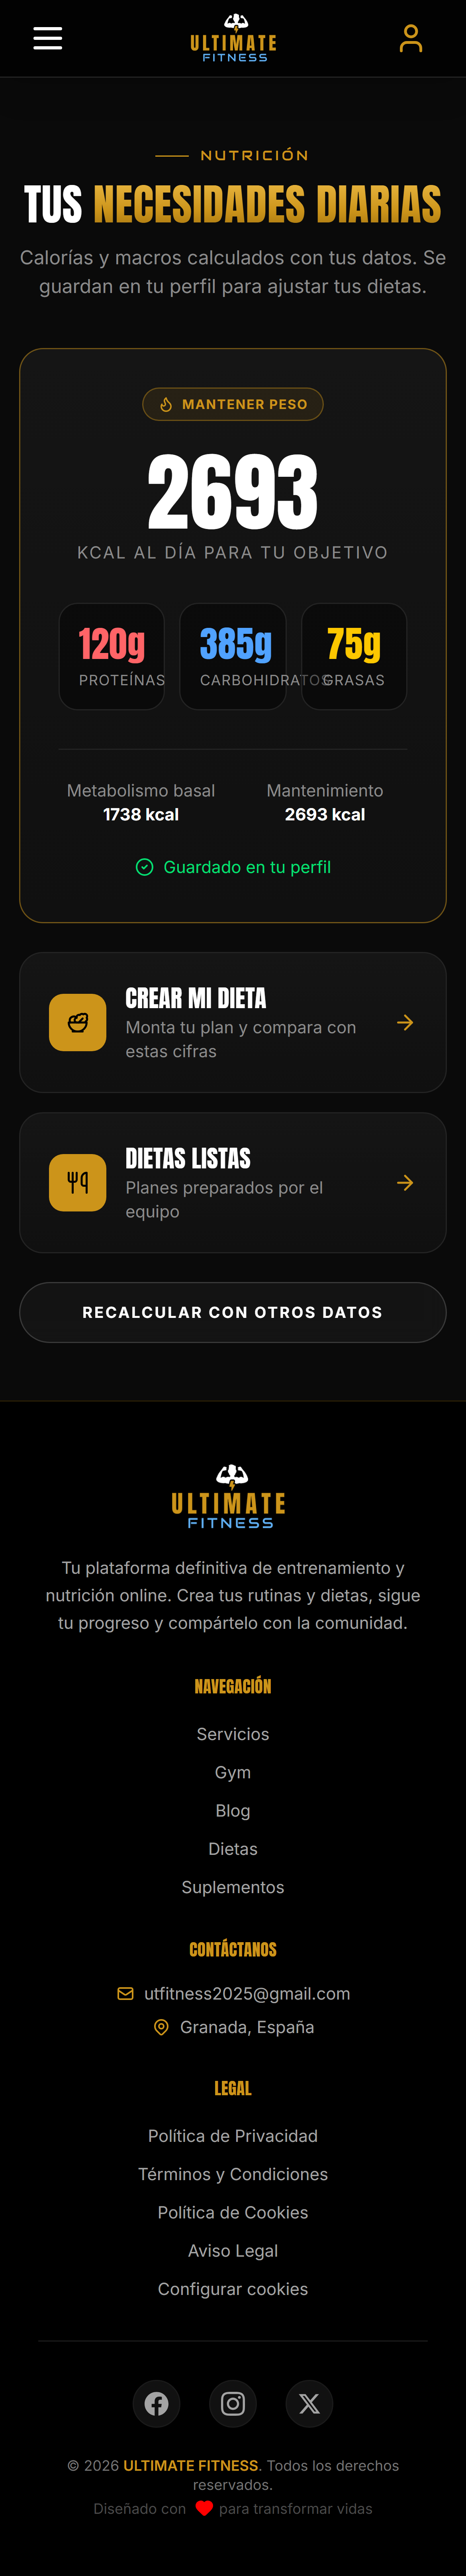 ULTIMATE
FITNESS
NUTRICIÓN
TUS NECESIDADES DIARIAS
Calorías y macros calculados con tus datos. Se
guardan en tu perfil para ajustar tus dietas.
MANTENER PESO
2693
KCAL AL DÍA PARA TU OBJETIVO
120g
PROTEÍNAS
385g
CARBOHIDRATOS
75g
GRASAS
Metabolismo basal
1738 kcal
Mantenimiento
2693 kcal
Guardado en tu perfil
CREAR MI DIETA
Monta tu plan y compara con
estas cifras
DIETAS LISTAS
Planes preparados por el
equipo
RECALCULAR CON OTROS DATOS
ULTIMATE
FITNESS
Tu plataforma definitiva de entrenamiento y
nutrición online. Crea tus rutinas y dietas, sigue
tu progreso y compártelo con la comunidad.
NAVEGACIÓN
Servicios
Gym
Blog
Dietas
Suplementos
CONTÁCTANOS
utfitness2025@gmail.com
Granada, España
LEGAL
Política de Privacidad
Términos y Condiciones
Política de Cookies
Aviso Legal
Configurar cookies
© 2026 ULTIMATE FITNESS. Todos los derechos
reservados.
Diseñado con ❤ para transformar vidas